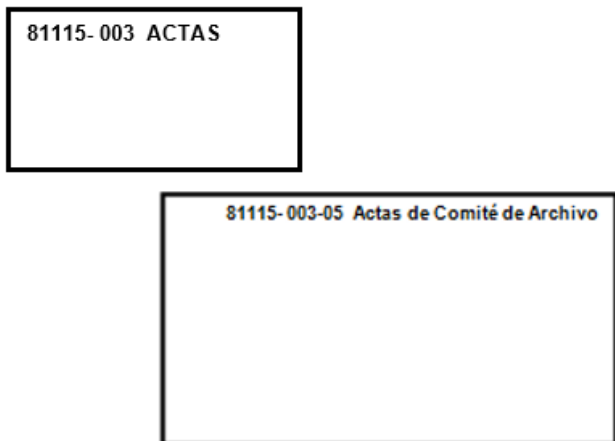 81115- 003 ACTAS
81115- 003-05 Actas de Comité de Archivo